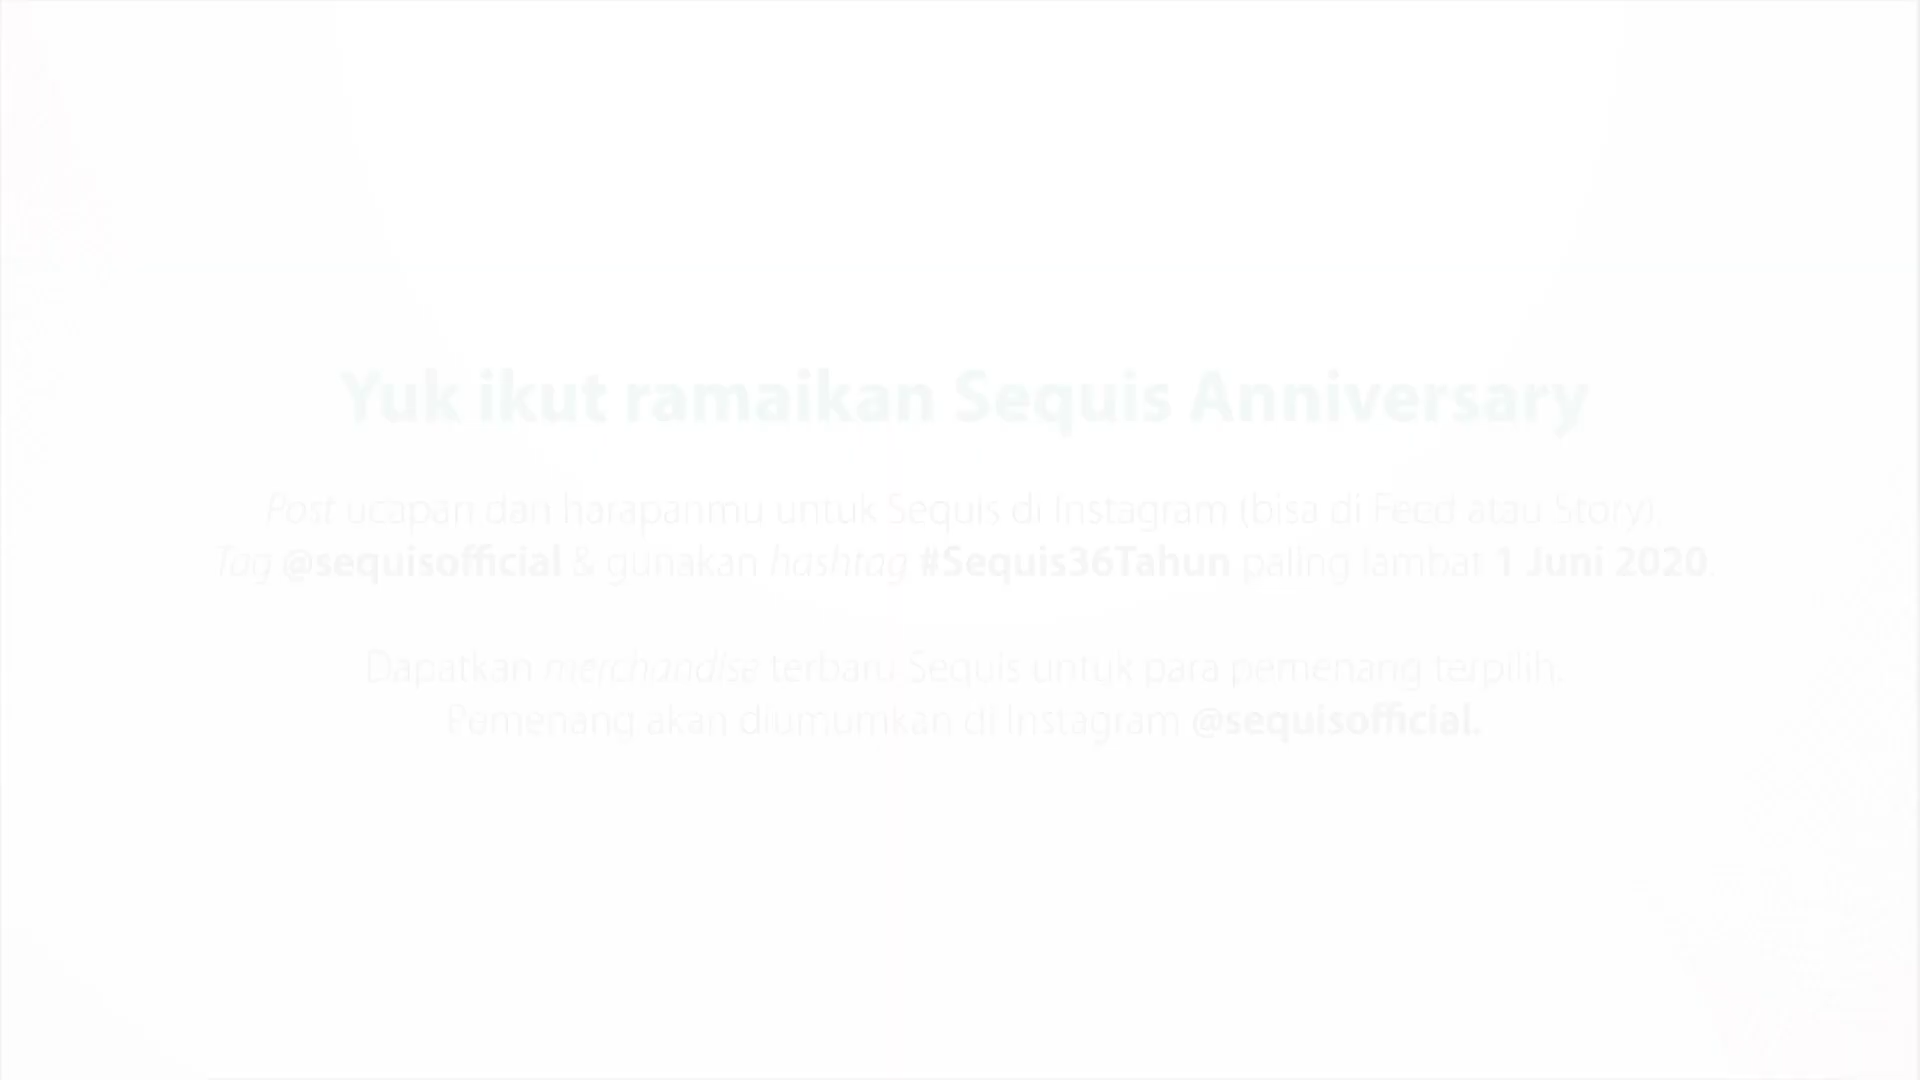 Yuk ikut ramaikan Sequis Anniversary
Post ucapan dan harapanmu untuk Sequis di Instagram (bisa di Feed atau Story).
Tag @sequisofficial & gunakan hashtag #Sequis36Tahun paling lambat 1 Juni 2020.
Dapatkan merchandise terbaru Sequis untuk para pemenang terpilih.
Pemenang akan diumumkan di Instagram @sequisofficial.